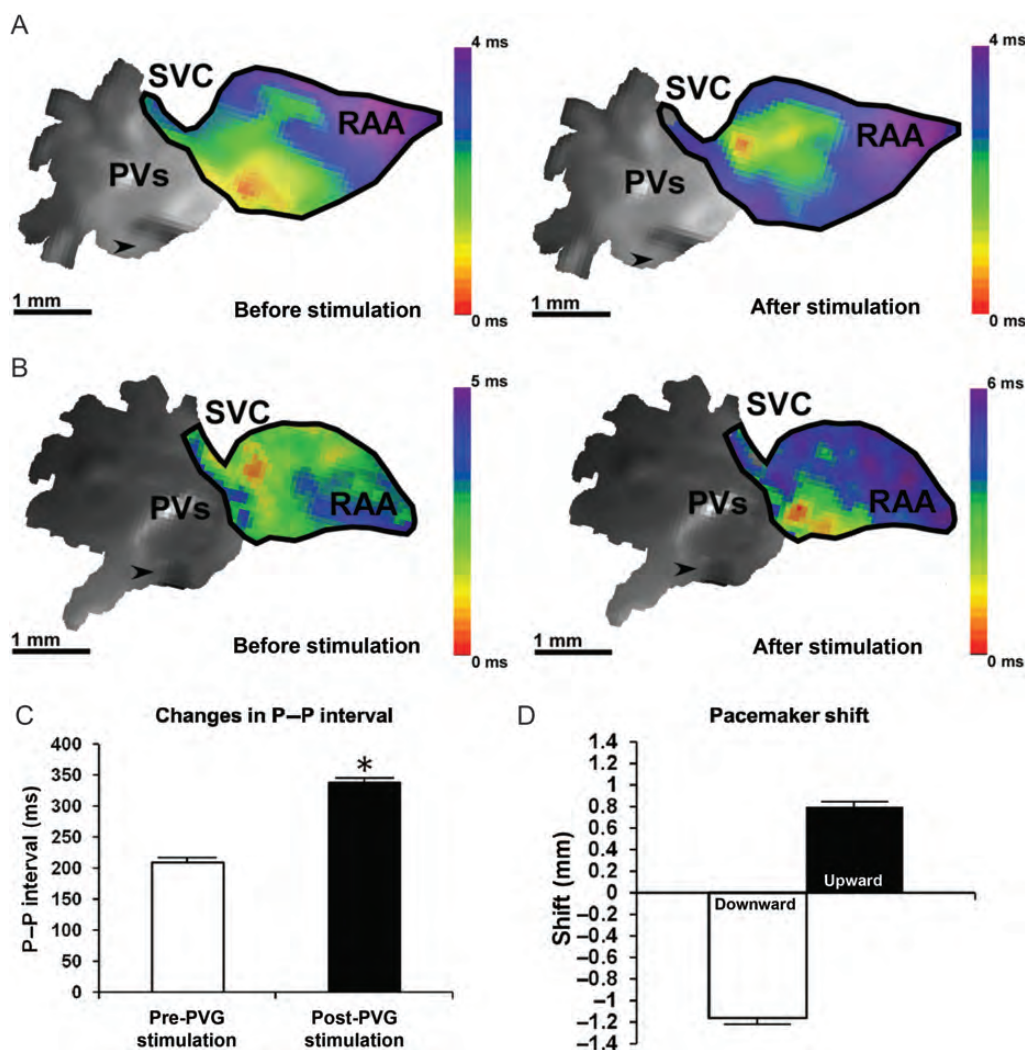 A
4 ms
SVC
RAA
PVs
1 mm
Before stimulation
0 ms
4 ms
SVC
RAA
PVs
1 mm
After stimulation
0 ms
B
5 ms
SVC
RAA
PVs
1 mm
Before stimulation
0 ms
6 ms
SVC
RAA
PVs
1 mm
After stimulation
0 ms
C
Changes in P–P interval
P–P interval (ms)
400
350
300
250
200
150
100
50
0
*
Pre-PVG
stimulation
Post-PVG
stimulation
D
Pacemaker shift
Shift (mm)
1.4
1.2
1
0.8
0.6
0.4
0.2
0
–0.2
–0.4
–0.6
–0.8
–1
–1.2
–1.4
Upward
Downward